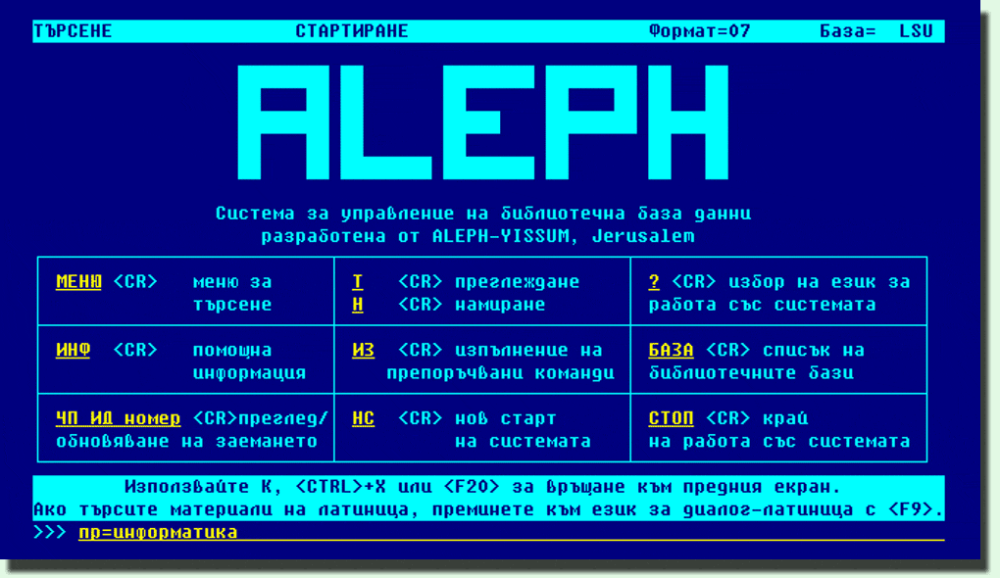 ТЪРСЕНЕ СТАРТИРАНЕ Формат=07 База= LSU
ALEPH
Система за управление на библиотечна база данни
разработена от ALEPH-YISSUM, Jerusalem
МЕНЮ <CR> меню за
търсене
Т <CR> преглеждане
Н <CR> намиране
? <CR> избор на език за
работа със системата
ИНФ <CR> помощна
информация
ИЗ <CR> изпълнение на
препоръчвани команди
БАЗА <CR> списък на
библиотечните бази
ЧП ИД номер <CR>преглед/
обновяване на заемането
НС <CR> нов старт
на системата
СТОП <CR> край
на работа със системата
Използвайте К, <CTRL>+X или <F20> за връщане към предния екран.
Ако търсите материали на латиница, преминете към език за диалог-латиница с <F9>.
>>> пр=информатика